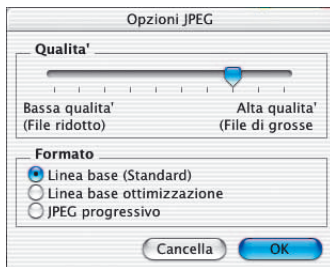 Opzioni JPEG
Qualita'
Bassa qualita' Alta qualita'
(File ridotto) (File di grosse
Formato
Linea base (Standard)
Linea base ottimizzazione
JPEG progressivo
Cancella OK